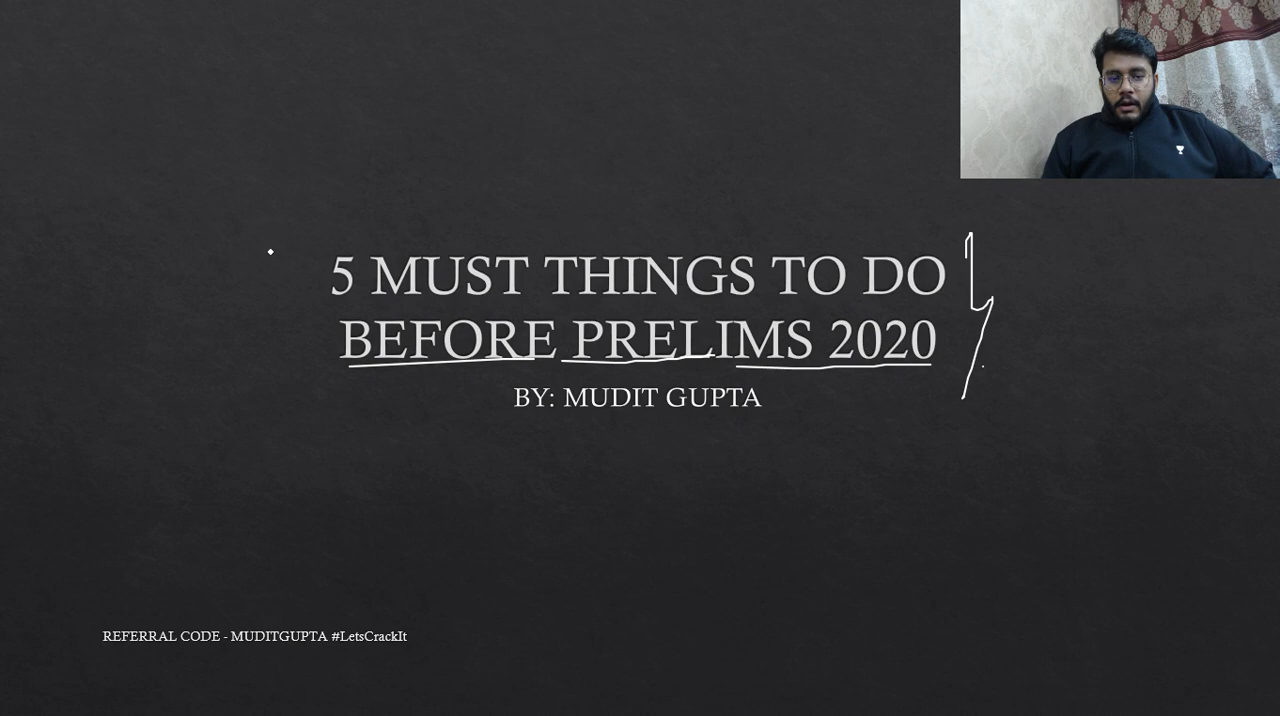 5 MUST THINGS TO DO
BEFORE PRELIMS 2020
BY: MUDIT GUPTA
REFERRAL CODE - MUDITGUPTA #LetsCrackIt